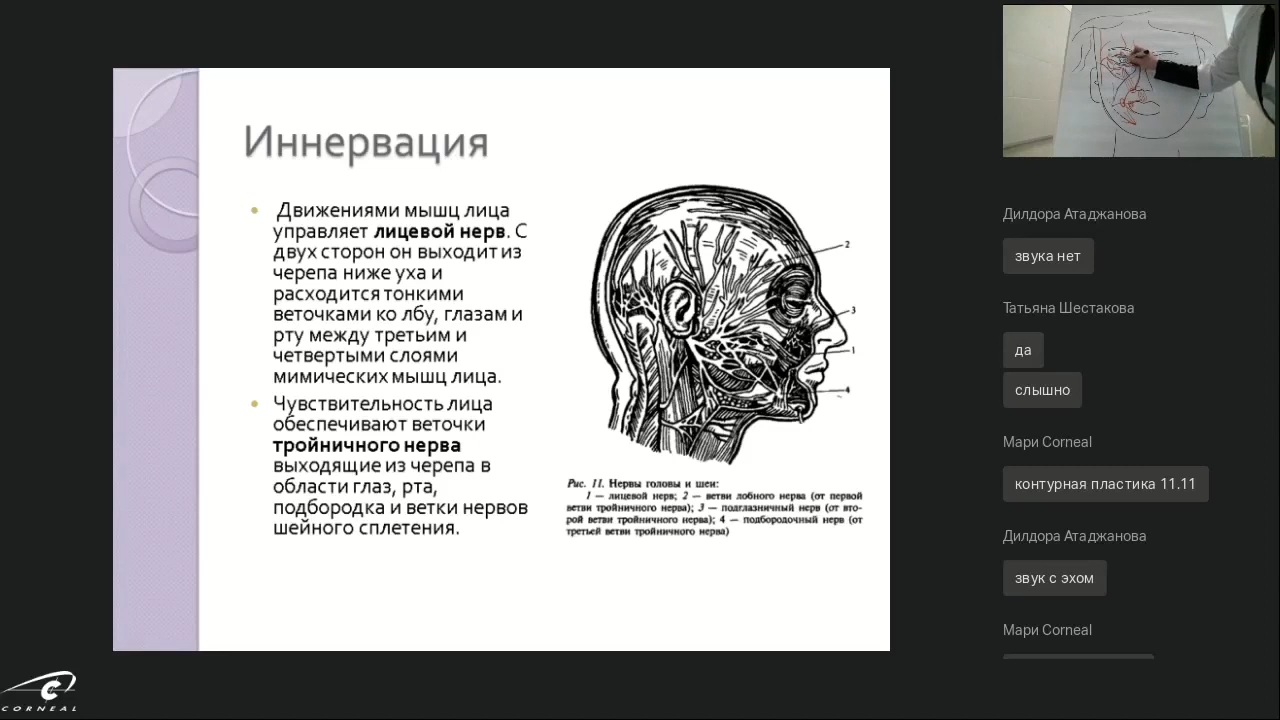 Иннервация
Движениями мышц лица
управляет лицевой нерв. С
двух сторон он выходит из
черепа ниже уха и
расходится тонкими
веточками ко лбу, глазам и
рту между третьим и
четвертыми слоями
мимических мышц лица.
Чувствительность лица
обеспечивают веточки
тройничного нерва
выходящие из черепа в
области глаз, рта,
подбородка и ветки нервов
шейного сплетения.
2
3
1
4
Рис. 11. Нервы головы и шеи:
1 — лицевой нерв; 2 — ветви лобного нерва (от первой
ветви тройничного нерва); 3 — подглазничный нерв (от вто-
рой ветви тройничного нерва); 4 — подбородочный нерв (от
третьей ветви тройничного нерва)
Дилдора Атаджанова
звука нет
Татьяна Шестакова
да
слышно
Мари Corneal
контурная пластика 11.11
Дилдора Атаджанова
звук с эхом
Мари Corneal
CORNEAL